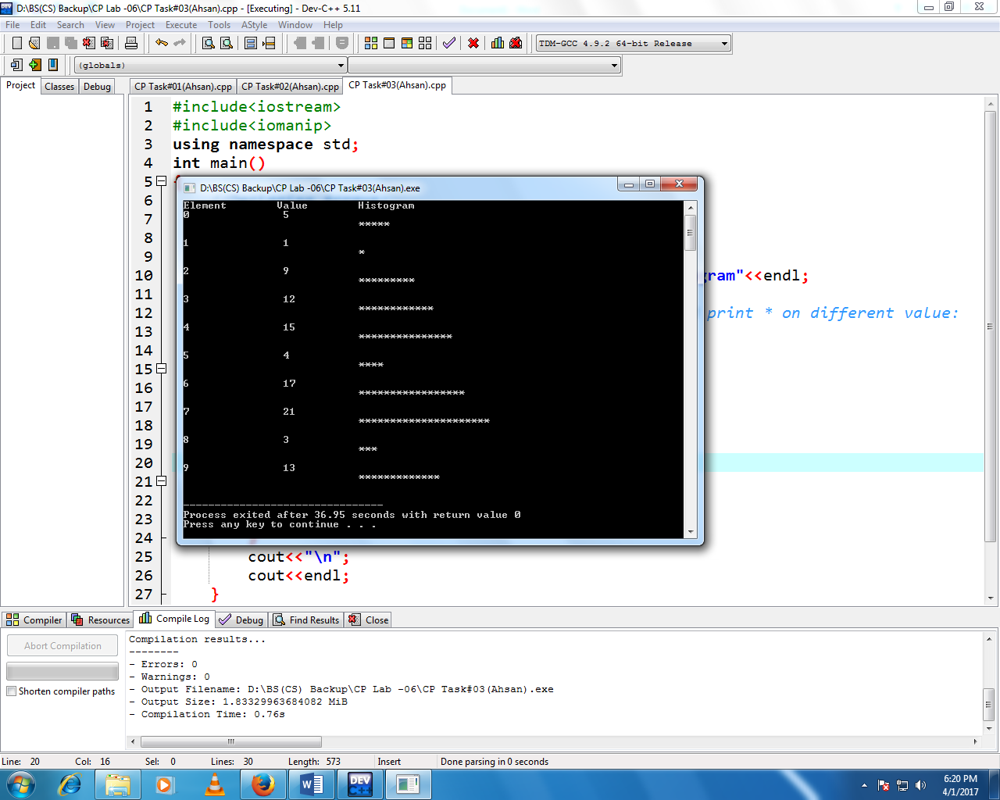 D:\BS(CS) Backup\CP Lab -06\CP Task#03(Ahsan).cpp - [Executing] - Dev-C++ 5.11
File Edit Search View Project Execute Tools AStyle Window Help
TDM-GCC 4.9.2 64-bit Release
(globals)
Project Classes Debug
CP Task#01(Ahsan).cpp CP Task#02(Ahsan).cpp CP Task#03(Ahsan).cpp
1 #include<iostream>
2 #include<iomanip>
3 using namespace std;
4 int main()
5
6
7
8
9
10 gram"<<endl;
11
12 print * on different value:
13
14
15
16
17
18
19
20
21
22
23
24
25 cout<<"\n";
26 cout<<endl;
27 }
D:\BS(CS) Backup\CP Lab -06\CP Task#03(Ahsan).exe
Element Value Histogram
0 5
*****
1 1
*
2 9
*********
3 12
************
4 15
***************
5 4
****
6 17
*****************
7 21
*********************
8 3
***
9 13
*************
--------------------------------
Process exited after 36.95 seconds with return value 0
Press any key to continue . . .
Compiler Resources Compile Log Debug Find Results Close
Abort Compilation
Shorten compiler paths
Compilation results...
--------
- Errors: 0
- Warnings: 0
- Output Filename: D:\BS(CS) Backup\CP Lab -06\CP Task#03(Ahsan).exe
- Output Size: 1.83329963684082 MiB
- Compilation Time: 0.76s
Line: 20 Col: 16 Sel: 0 Lines: 30 Length: 573 Insert Done parsing in 0 seconds
DEV C++
6:20 PM
4/1/2017